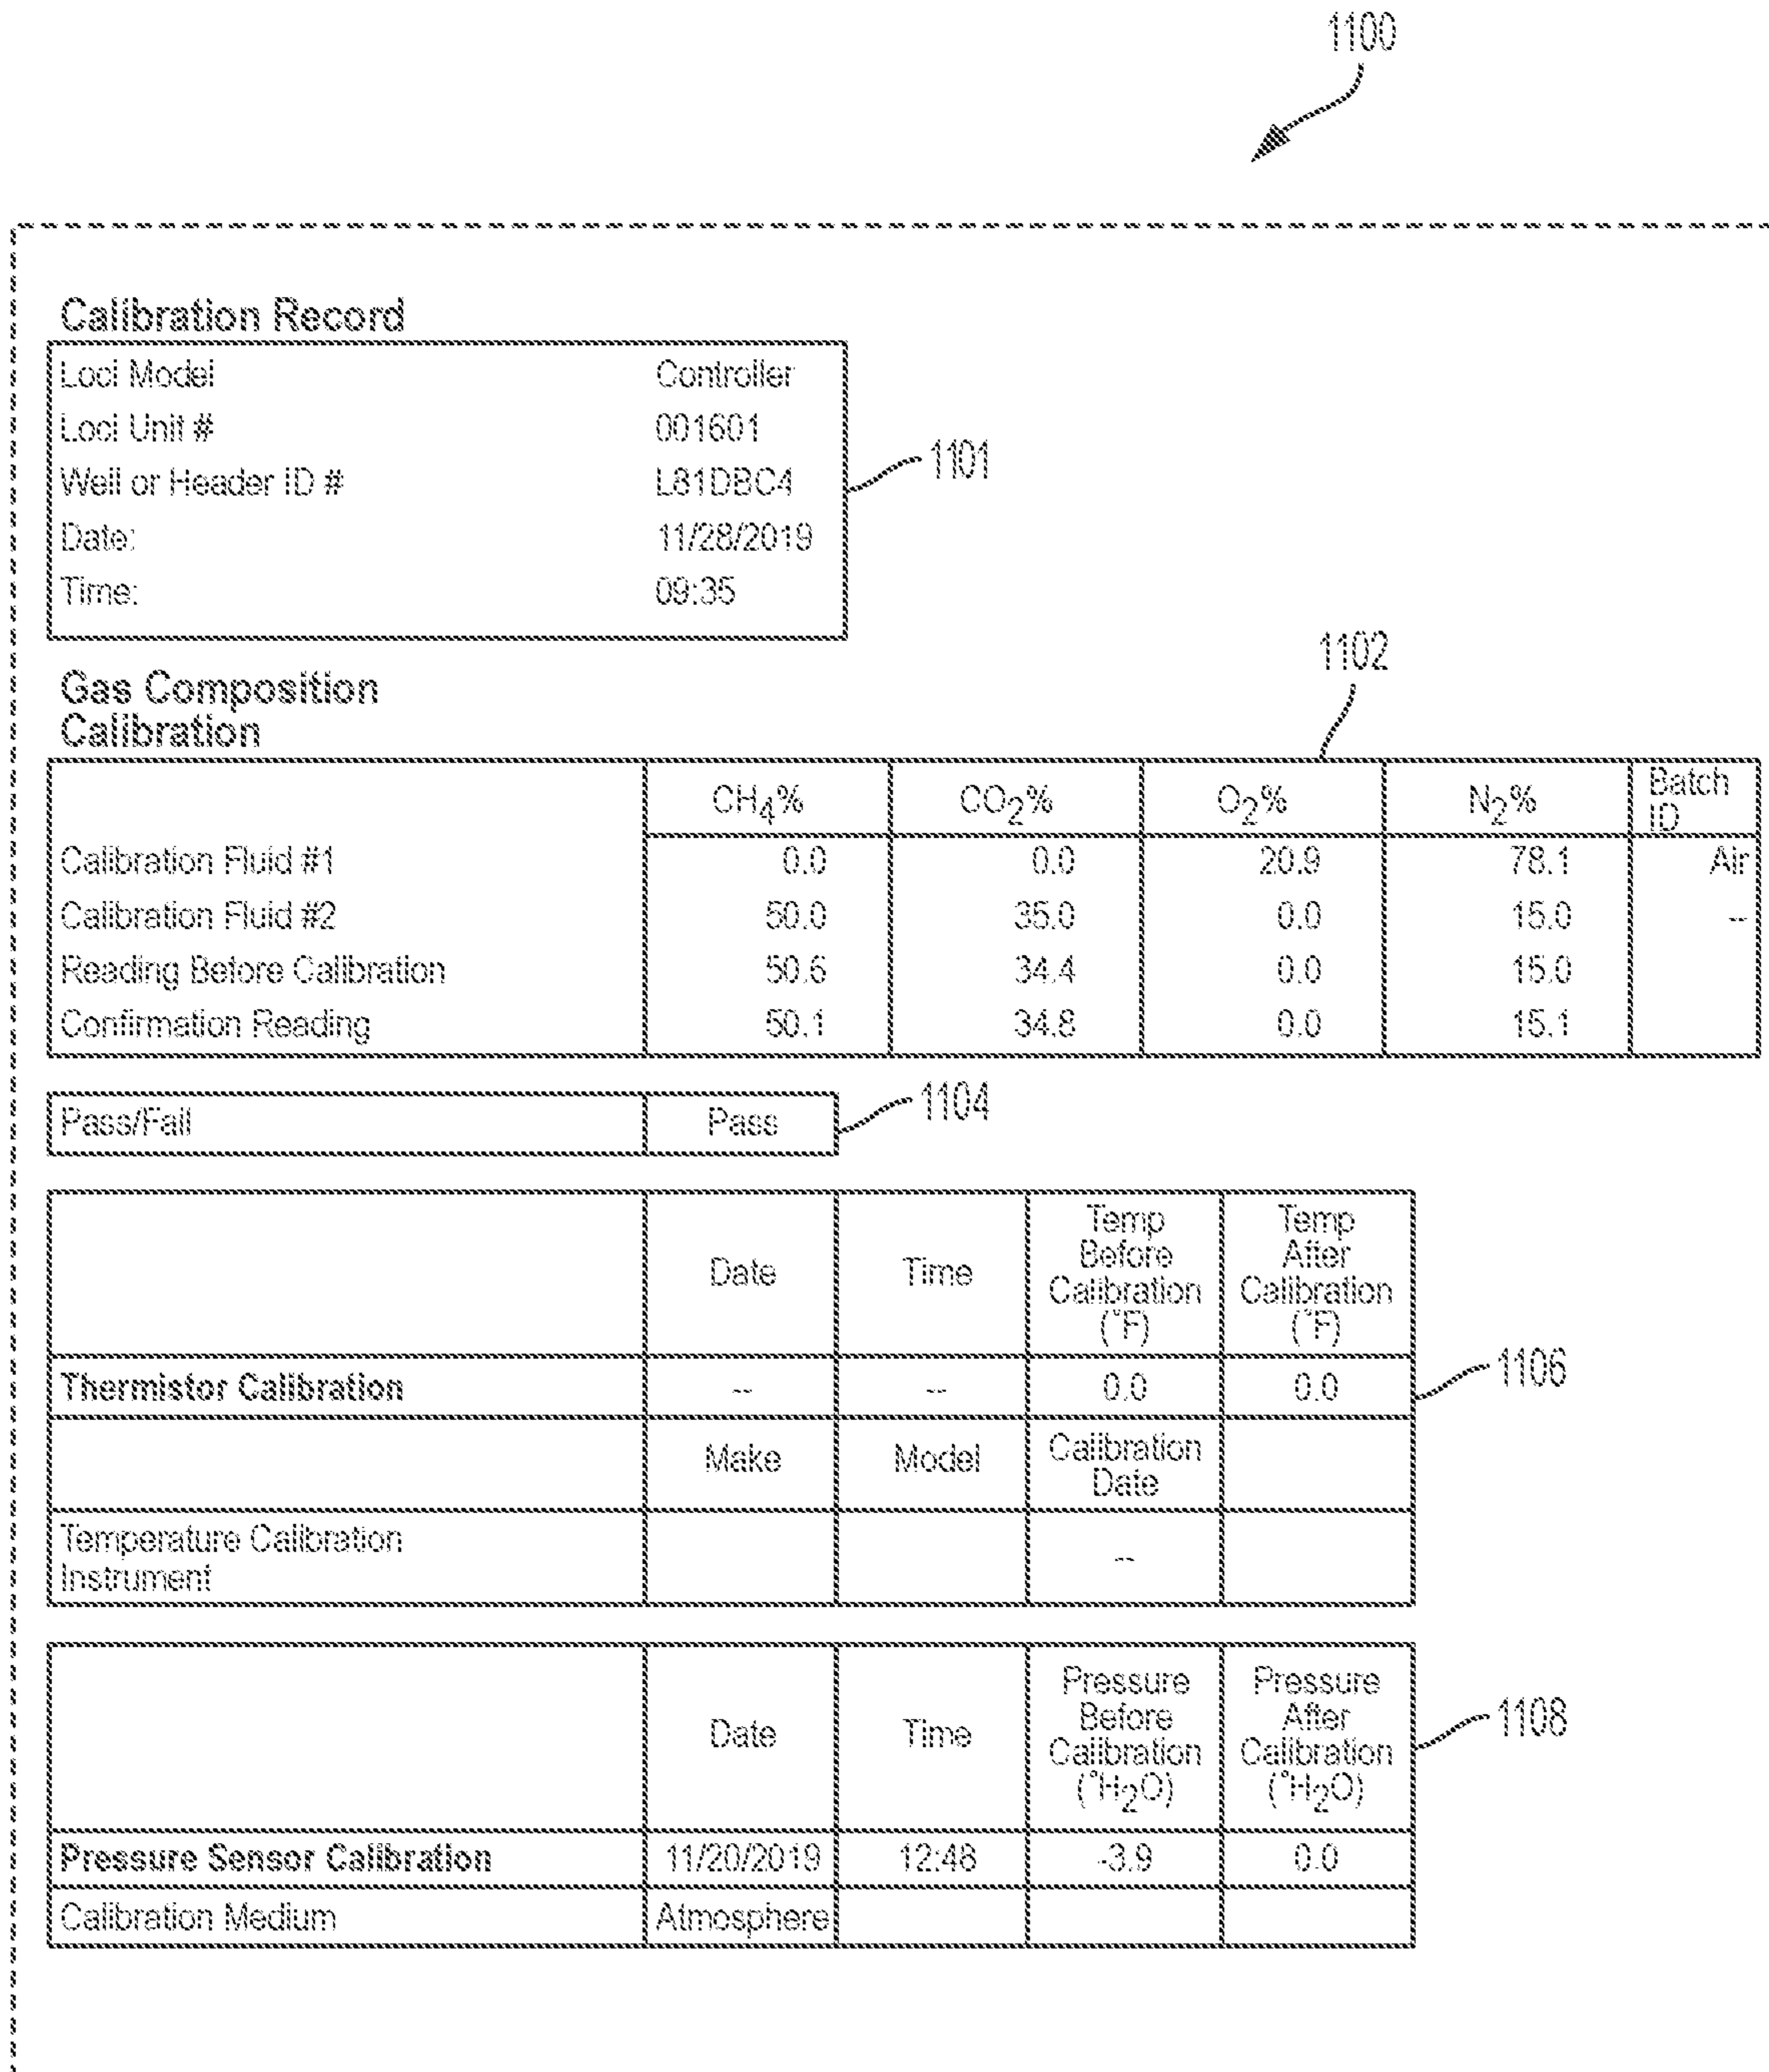 1100
Calibration Record
Loci Model Controller
Loci Unit # 001601
Well or Header ID # L81DBC4
1101
Date: 11/28/2019
Time: 09:35
1102
Gas Composition
Calibration
CH4% CO2% O2% N2% Batch ID
Calibration Fluid #1 0.0 0.0 20.9 78.1 Air
Calibration Fluid #2 50.0 35.0 0.0 15.0 --
Reading Before Calibration 50.6 34.4 0.0 15.0
Confirmation Reading 50.1 34.8 0.0 15.1
Pass/Fail Pass
1104
Date Time Temp Before Calibration (°F) Temp After Calibration (°F)
Thermistor Calibration -- -- 0.0 0.0
1106
Make Model Calibration Date
Temperature Calibration
Instrument --
Date Time Pressure Before Calibration (°H2O) Pressure After Calibration (°H2O)
1108
Pressure Sensor Calibration 11/20/2019 12:48 -3.9 0.0
Calibration Medium Atmosphere